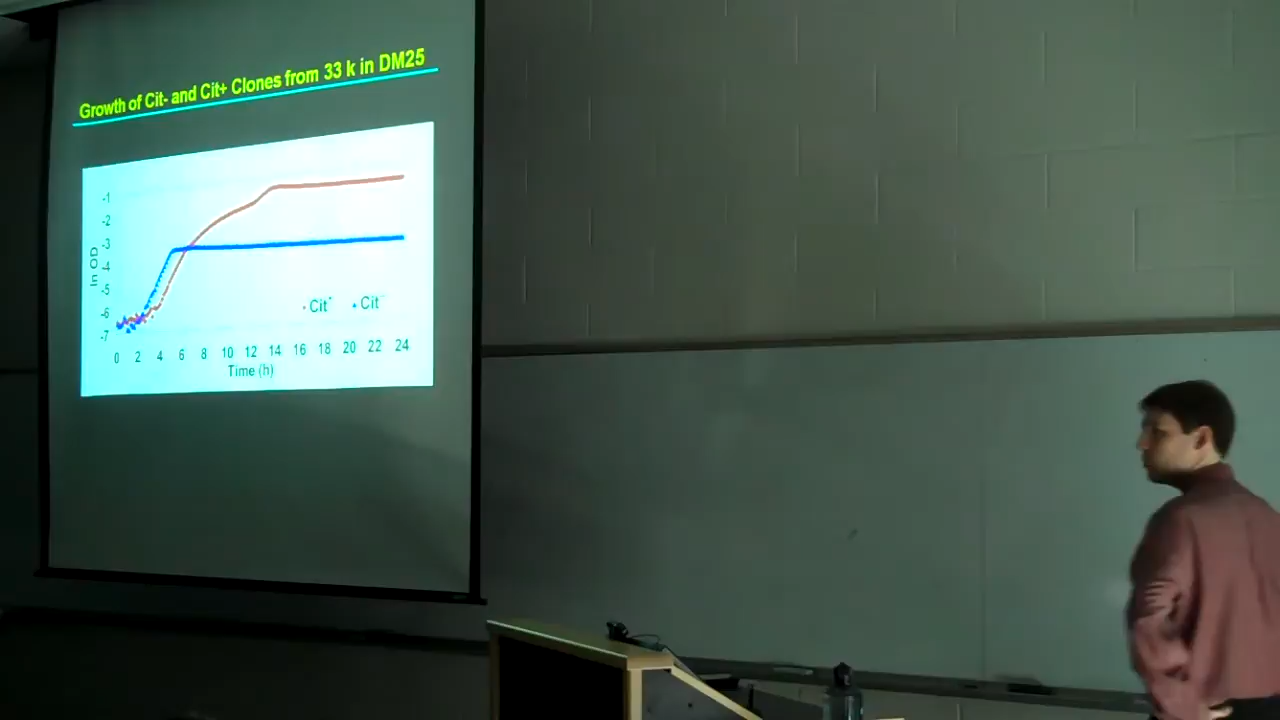 Growth of Cit- and Cit+ Clones from 33 k in DM25
-1
-2
-3
-4
-5
-6
-7
ln OD
Cit+ Cit-
0 2 4 6 8 10 12 14 16 18 20 22 24
Time (h)